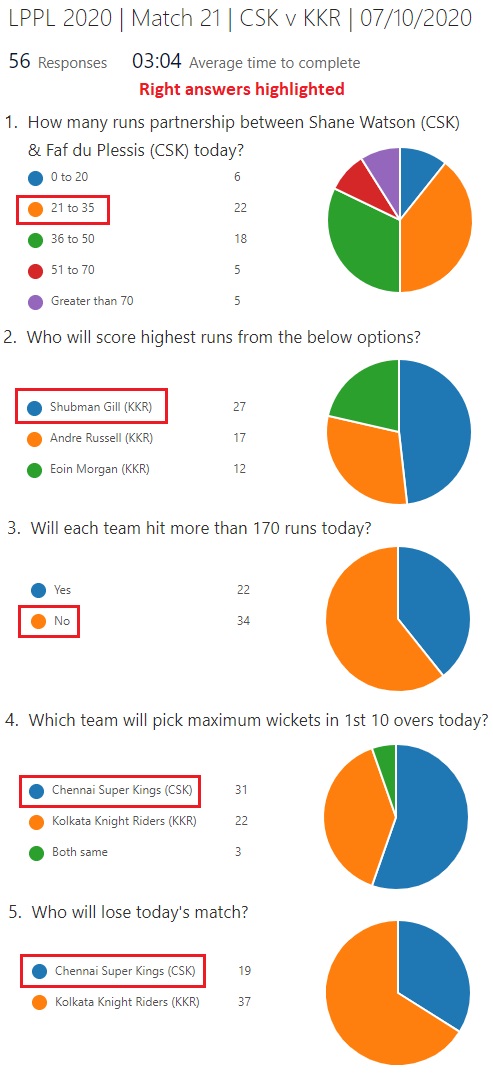 LPPL 2020 | Match 21 | CSK v KKR | 07/10/2020
56 Responses 03:04 Average time to complete
Right answers highlighted
1. How many runs partnership between Shane Watson (CSK)
& Faf du Plessis (CSK) today?
0 to 20 6
21 to 35 22
36 to 50 18
51 to 70 5
Greater than 70 5
2. Who will score highest runs from the below options?
Shubman Gill (KKR) 27
Andre Russell (KKR) 17
Eoin Morgan (KKR) 12
3. Will each team hit more than 170 runs today?
Yes 22
No 34
4. Which team will pick maximum wickets in 1st 10 overs today?
Chennai Super Kings (CSK) 31
Kolkata Knight Riders (KKR) 22
Both same 3
5. Who will lose today's match?
Chennai Super Kings (CSK) 19
Kolkata Knight Riders (KKR) 37